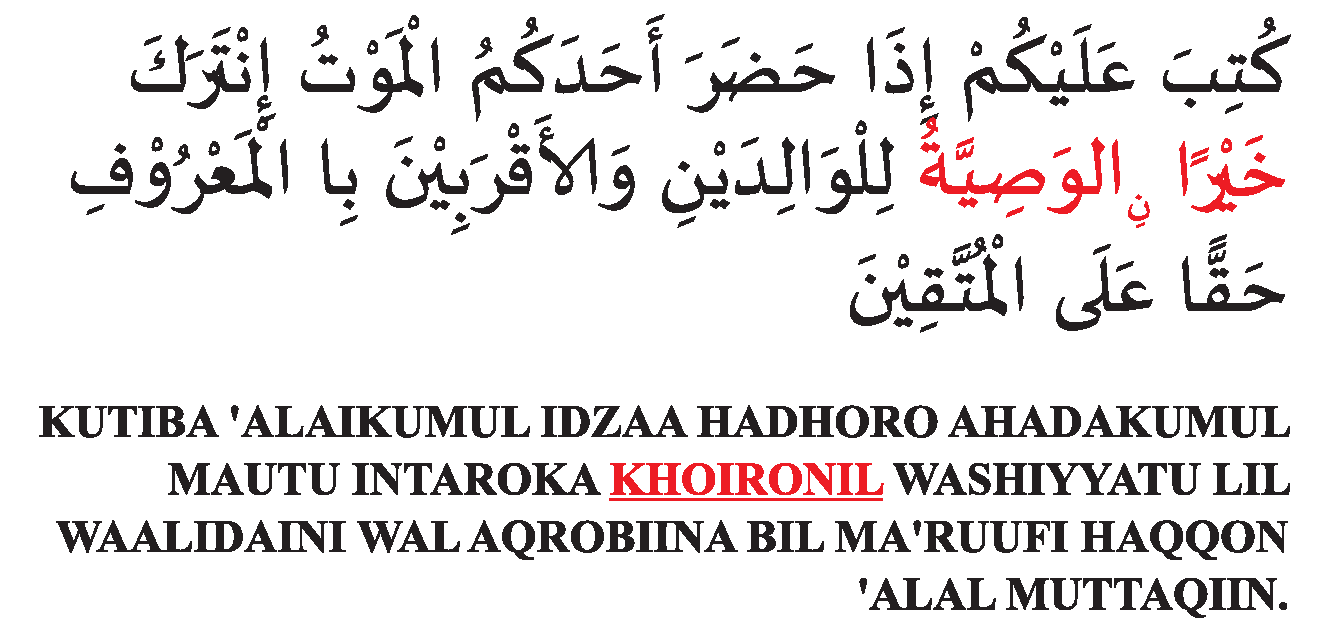 كُتِبَ عَلَيْكُمْ إِذَا حَضَرَ أَحَدَكُمُ الْمَوْتُ إِنْتَرَكَ
خَيْرًا نِ الوَصِيَّةُ لِلْوَالِدَيْنِ وَالأَقْرَبِيْنَ بِا الْمَعْرُوْفِ
حَقًّا عَلَى الْمُتَّقِيْنَ
KUTIBA 'ALAIKUMUL IDZAA HADHORO AHADAKUMUL
MAUTU INTAROKA KHOIRONIL WASHIYYATU LIL
WAALIDAINI WAL AQROBIINA BIL MA'RUUFI HAQQON
'ALAL MUTTAQIIN.